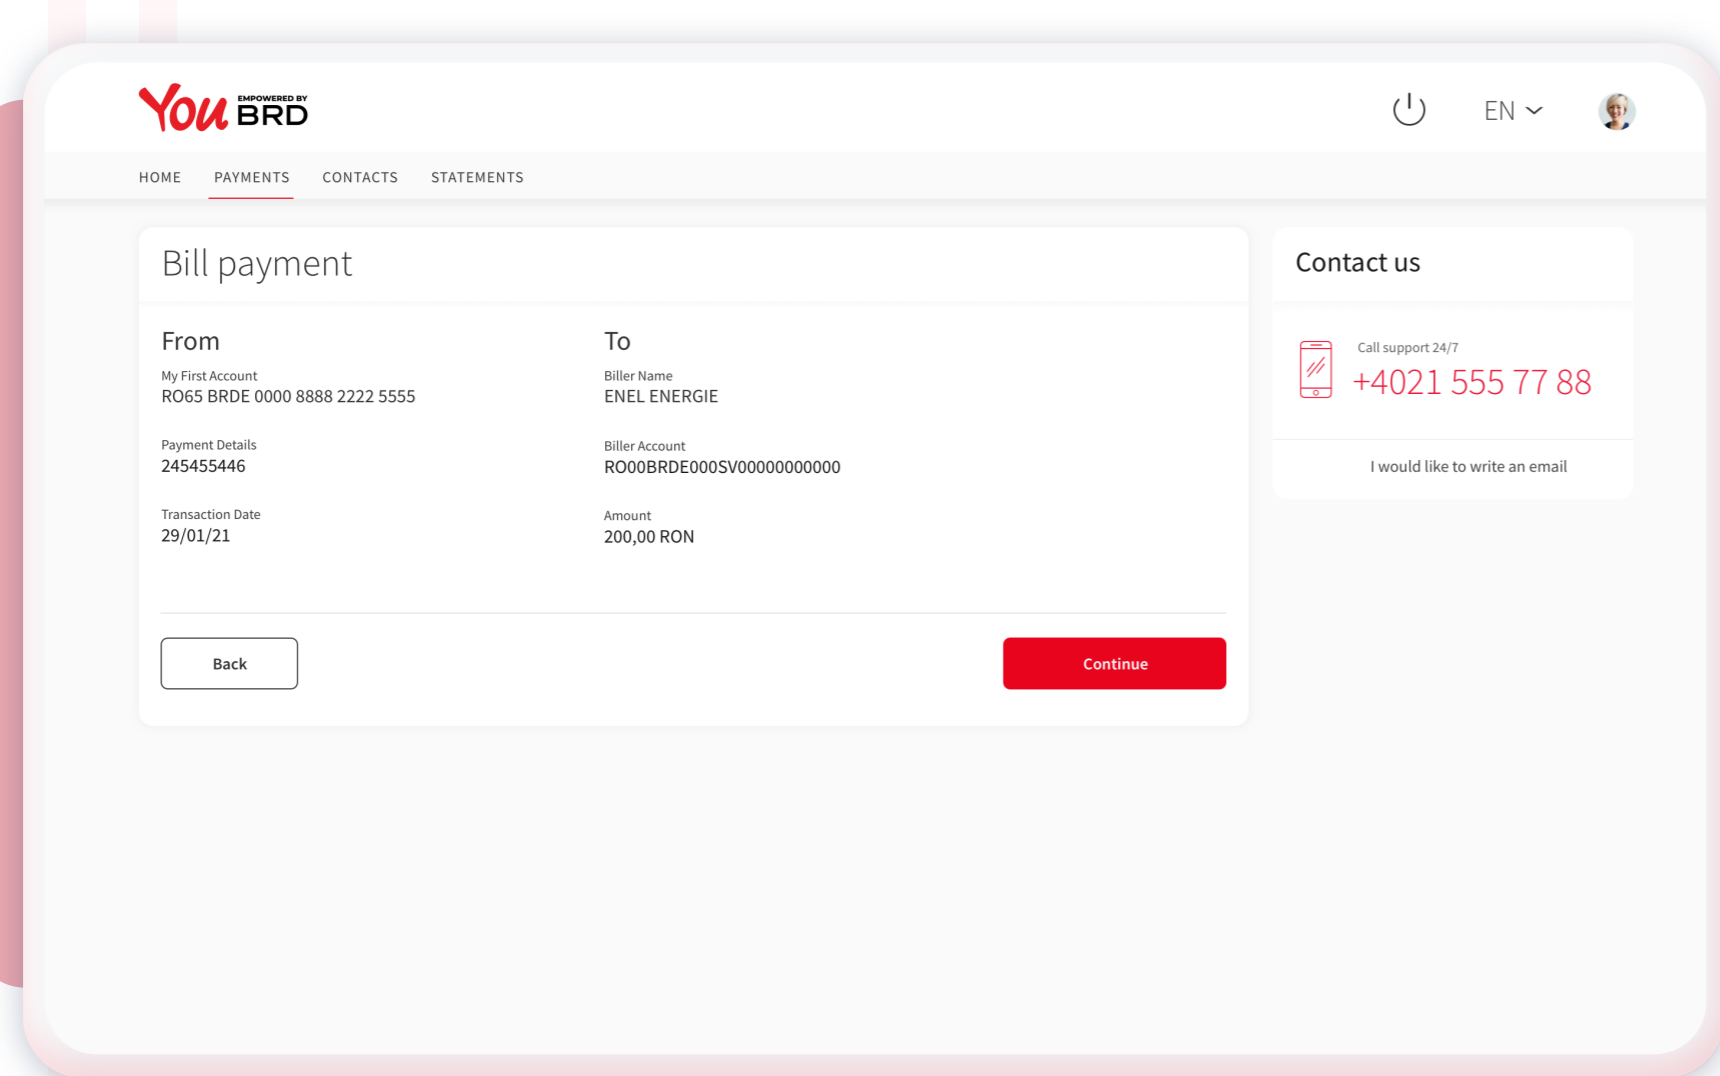 You EMPOWERED BY BRD
EN
HOME PAYMENTS CONTACTS STATEMENTS
Bill payment
From
My First Account
RO65 BRDE 0000 8888 2222 5555
Payment Details
245455446
Transaction Date
29/01/21
To
Biller Name
ENEL ENERGIE
Biller Account
RO00BRDE000SV00000000000
Amount
200,00 RON
Back
Continue
Contact us
Call support 24/7
+4021 555 77 88
I would like to write an email